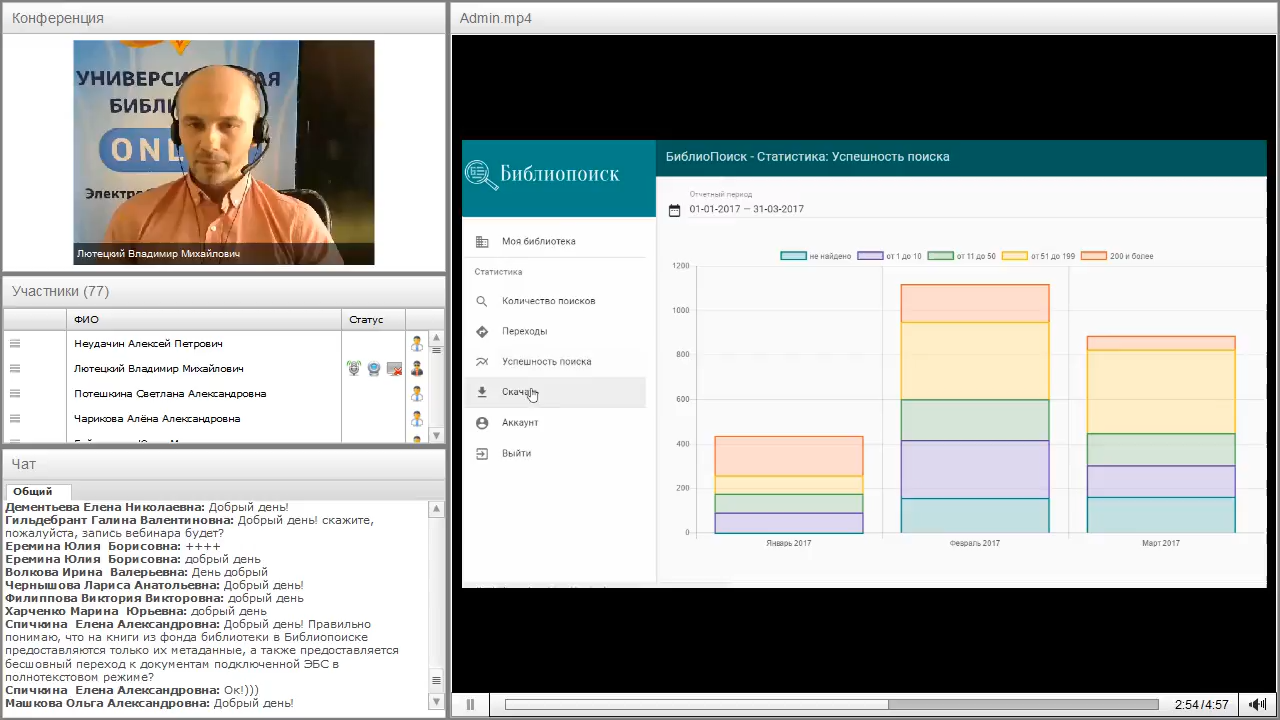 Конференция
УНИВЕРСИ АЯ
БИБЛИ
ONL
Электр
Лютецкий Владимир Михайлович
Участники (77)
ФИО
Статус
Неудачин Алексей Петрович
Лютецкий Владимир Михайлович
Потешкина Светлана Александровна
Чарикова Алёна Александровна
Чат
Общий
Дементьева Елена Николаевна: Добрый день!
Гильдебрант Галина Валентиновна: Добрый день! скажите,
пожалуйста, запись вебинара будет?
Еремина Юлия Борисовна: ++++
Еремина Юлия Борисовна: добрый день
Волкова Ирина Валерьевна: День добрый
Чернышова Лариса Анатольевна: Добрый день!
Филиппова Виктория Викторовна: добрый день
Харченко Марина Юрьевна: добрый день
Спичкина Елена Александровна: Добрый день! Правильно
понимаю, что на книги из фонда библиотеки в Библиопоиске
предоставляются только их метаданные, а также предоставляется
бесшовный переход к документам подключенной ЭБС в
полнотекстовом режиме?
Спичкина Елена Александровна: Ок!)))
Машкова Ольга Александровна: Добрый день!
Admin.mp4
Библиопоиск
Моя библиотека
Статистика
Количество поисков
Переходы
Успешность поиска
Скачать
Аккаунт
Выйти
БиблиоПоиск - Статистика: Успешность поиска
Отчетный период
01-01-2017 — 31-03-2017
не найдено от 1 до 10 от 11 до 50 от 51 до 199 200 и более
1200
1000
800
600
400
200
0
Январь 2017 Февраль 2017 Март 2017
2:54/4:57